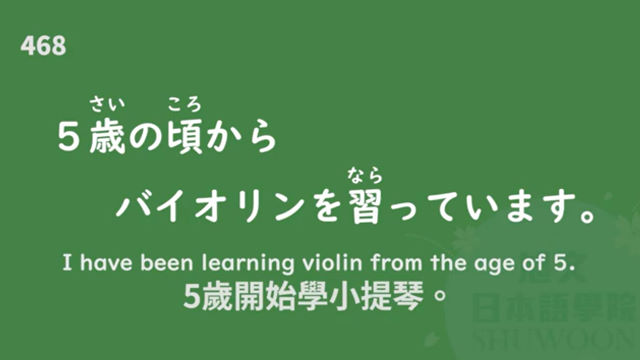 468
さい ころ
5歳の頃から
なら
バイオリンを習っています。
I have been learning violin from the age of 5.
5歲開始學小提琴。
日本語學院
SHUWOON